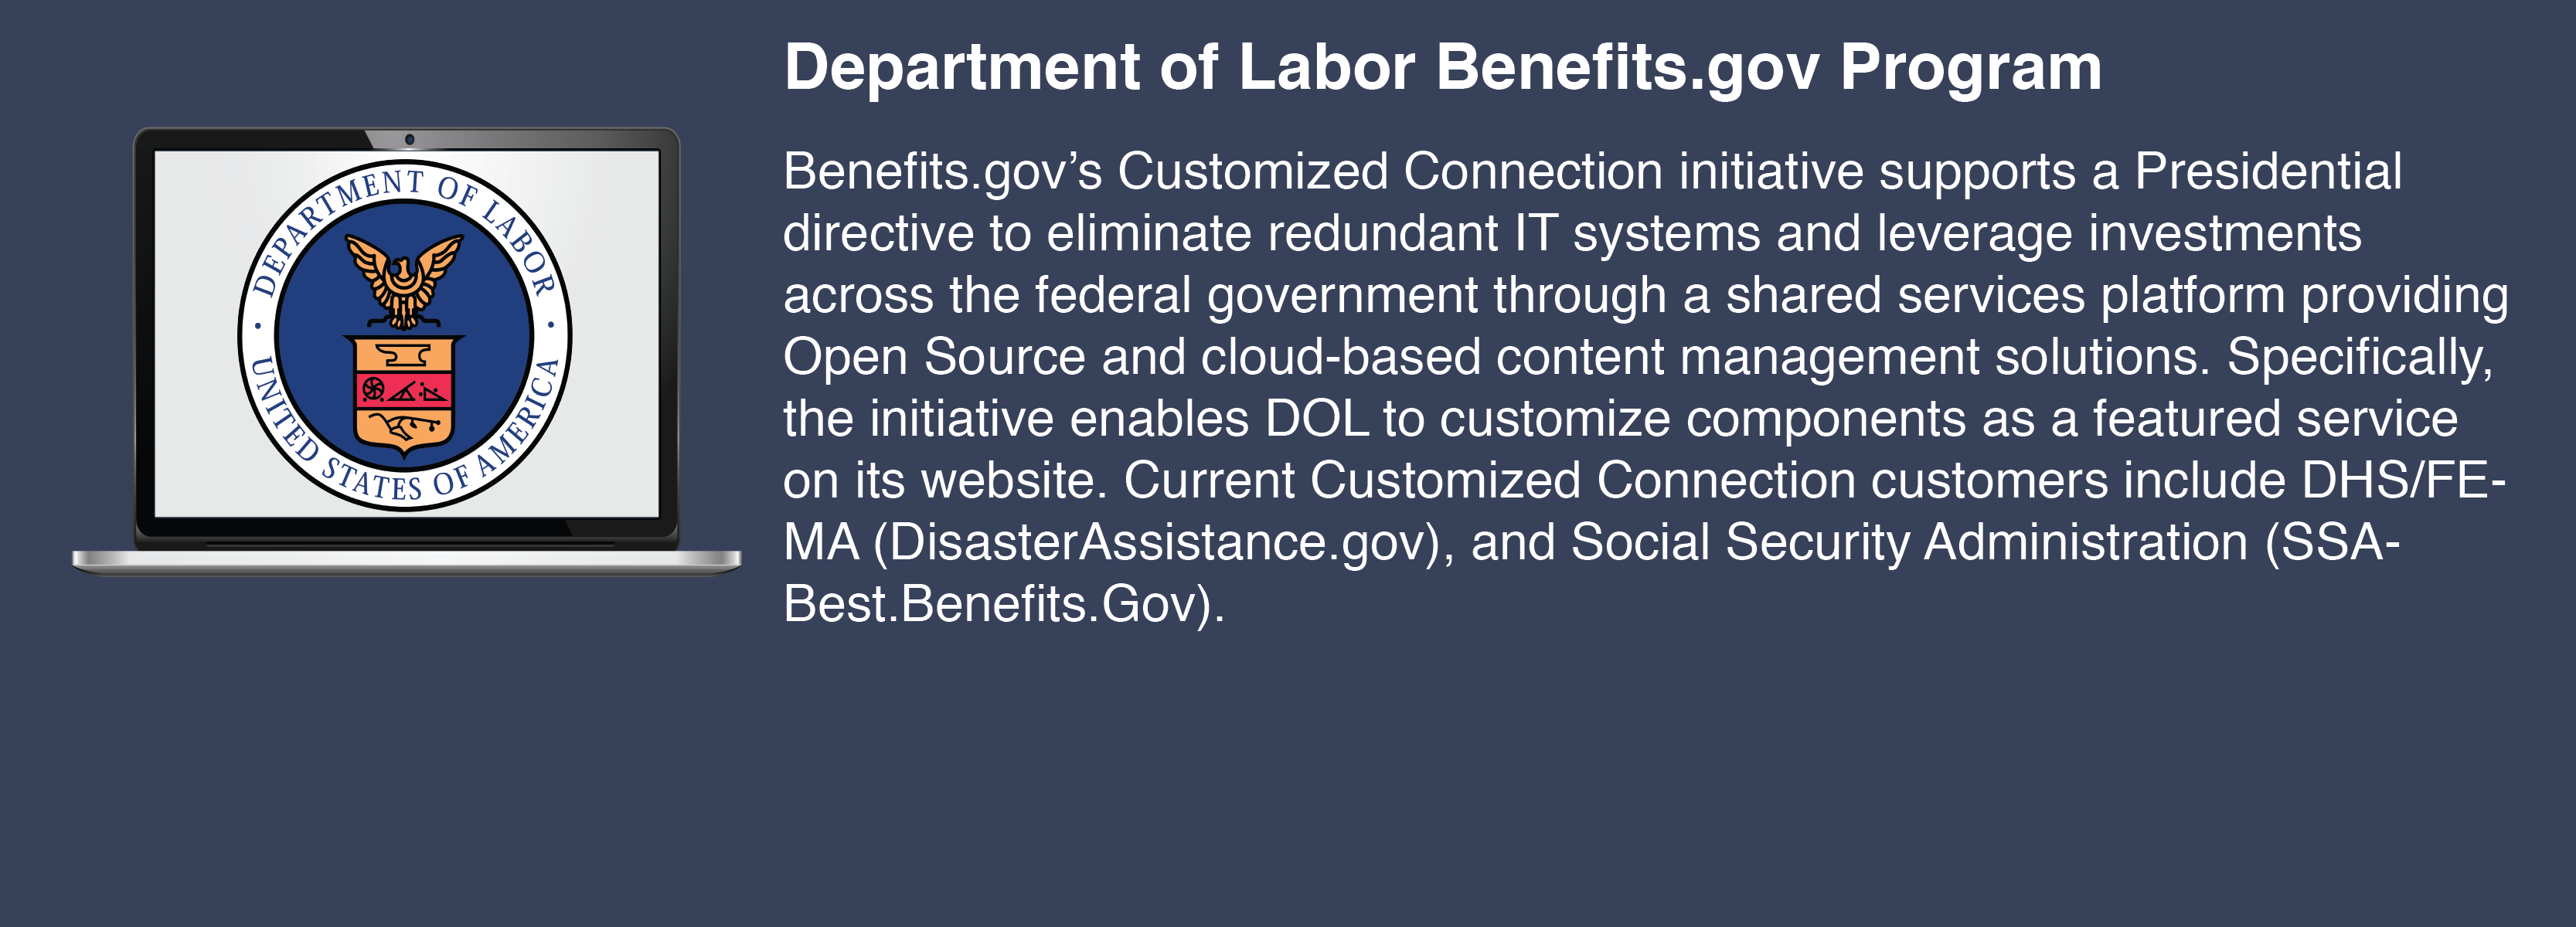 Department of Labor Benefits.gov Program
DEPARTMENT OF LABOR
UNITED STATES OF AMERICA
Benefits.gov’s Customized Connection initiative supports a Presidential
directive to eliminate redundant IT systems and leverage investments
across the federal government through a shared services platform providing
Open Source and cloud-based content management solutions. Specifically,
the initiative enables DOL to customize components as a featured service
on its website. Current Customized Connection customers include DHS/FE-
MA (DisasterAssistance.gov), and Social Security Administration (SSA-
Best.Benefits.Gov).